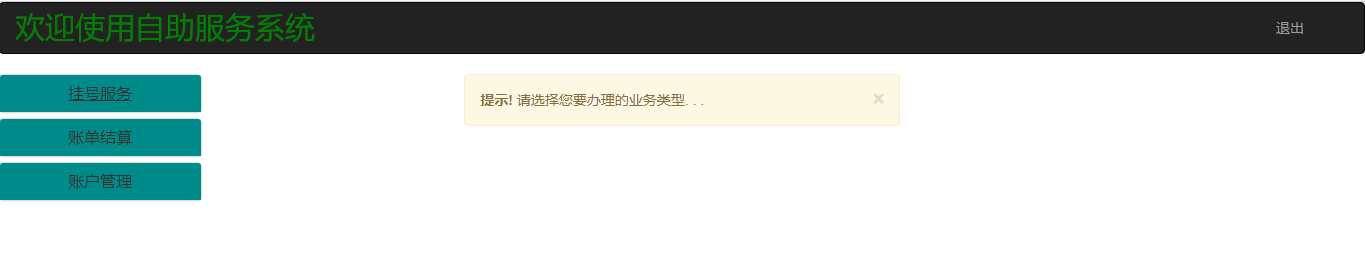 欢迎使用自助服务系统
退出
挂号服务
提示! 请选择您要办理的业务类型. . .
×
账单结算
账户管理